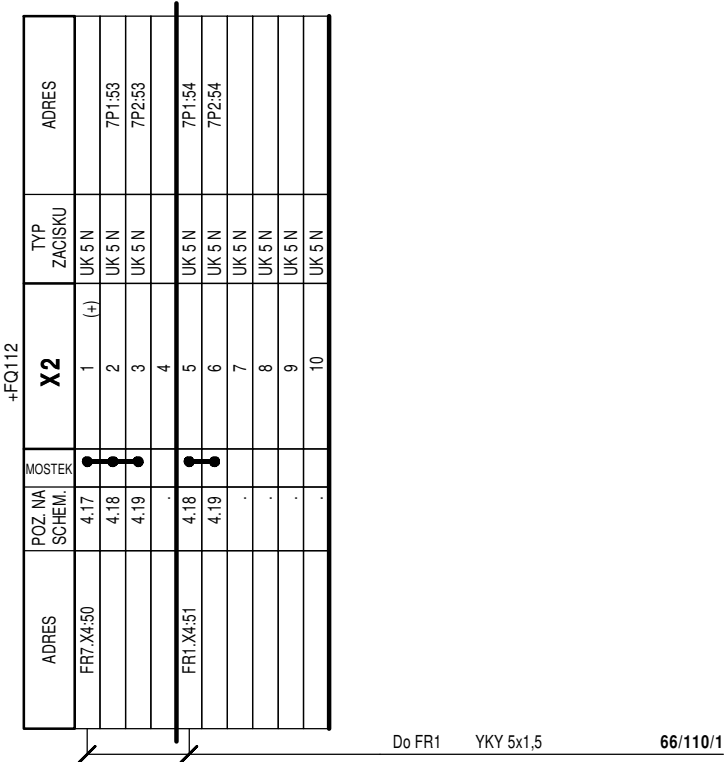 +FQ112
ADRES POZ. NA SCHEM. MOSTEK X2 TYP ZACISKU ADRES
FR7.X4:50 4.17 1 (+) UK 5 N
4.18 2 UK 5 N 7P1:53
4.19 3 UK 5 N 7P2:53
. 4
FR1.X4:51 4.18 5 UK 5 N 7P1:54
4.19 6 UK 5 N 7P2:54
. 7 UK 5 N
. 8 UK 5 N
. 9 UK 5 N
. 10 UK 5 N
Do FR1 YKY 5x1,5 66/110/1